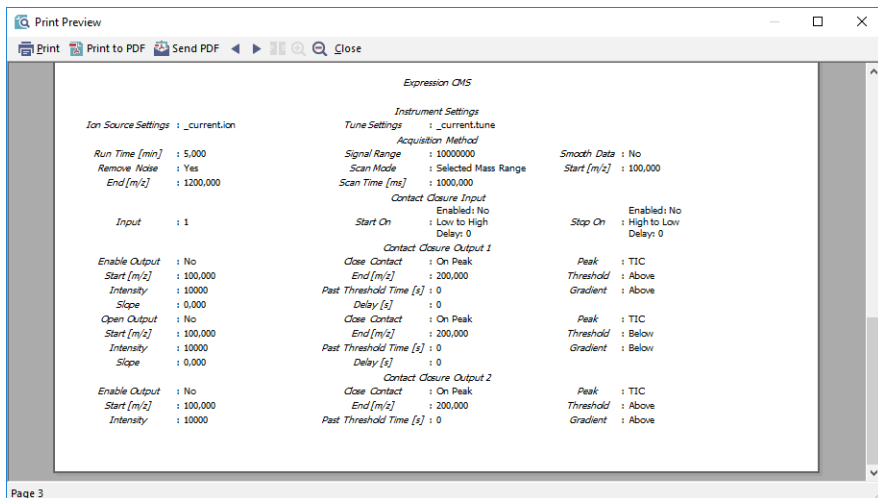 Print Preview
Print Print to PDF Send PDF Close
Expression CMS
Instrument Settings
Ion Source Settings : _current.ion Tune Settings : _current.tune
Acquisition Method
Run Time [min] : 5,000 Signal Range : 10000000 Smooth Data : No
Remove Noise : Yes Scan Mode : Selected Mass Range Start [m/z] : 100,000
End [m/z] : 1200,000 Scan Time [ms] : 1000,000
Contact Closure Input
Enabled: No Enabled: No
Input : 1 Start On : Low to High Stop On : High to Low
Delay: 0 Delay: 0
Contact Closure Output 1
Enable Output : No Close Contact : On Peak Peak : TIC
Start [m/z] : 100,000 End [m/z] : 200,000 Threshold : Above
Intensity : 10000 Past Threshold Time [s] : 0 Gradient : Above
Slope : 0,000 Delay [s] : 0
Open Output : No Close Contact : On Peak Peak : TIC
Start [m/z] : 100,000 End [m/z] : 200,000 Threshold : Below
Intensity : 10000 Past Threshold Time [s] : 0 Gradient : Below
Slope : 0,000 Delay [s] : 0
Contact Closure Output 2
Enable Output : No Close Contact : On Peak Peak : TIC
Start [m/z] : 100,000 End [m/z] : 200,000 Threshold : Above
Intensity : 10000 Past Threshold Time [s] : 0 Gradient : Above
Page 3